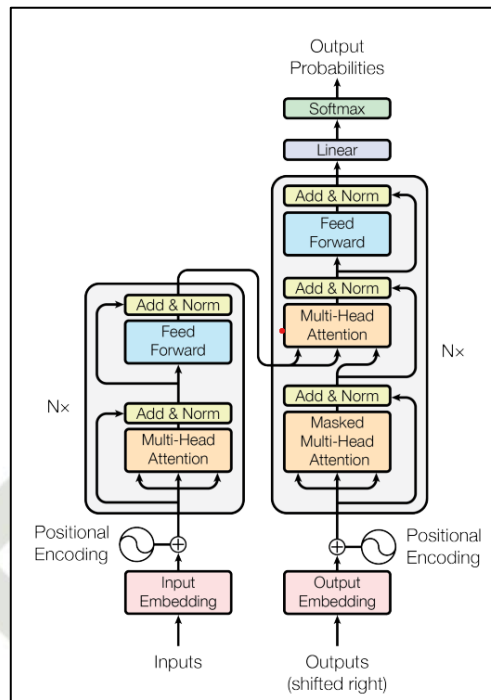 Output
Probabilities
Softmax
Linear
Add & Norm
Feed
Forward
Add & Norm
Multi-Head
Attention
Add & Norm
Masked
Multi-Head
Attention
Nx
Positional
Encoding
Output
Embedding
Outputs
(shifted right)
Add & Norm
Feed
Forward
Add & Norm
Multi-Head
Attention
Nx
Positional
Encoding
Input
Embedding
Inputs